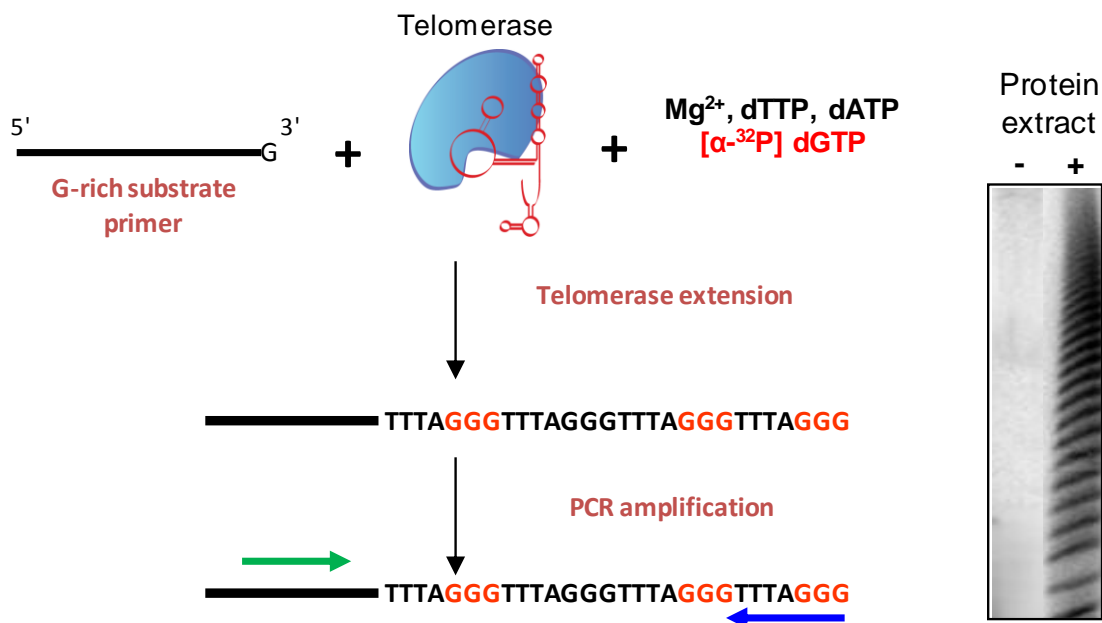 Telomerase
5'
3'
G
G-rich substrate
primer
+
+
Mg²⁺, dTTP, dATP
[α-³²P] dGTP
Protein
extract
- +
Telomerase extension
TTTAGGGTTTAGGGTTTAGGGTTTAGGG
PCR amplification
TTTAGGGTTTAGGGTTTAGGGTTTAGGG